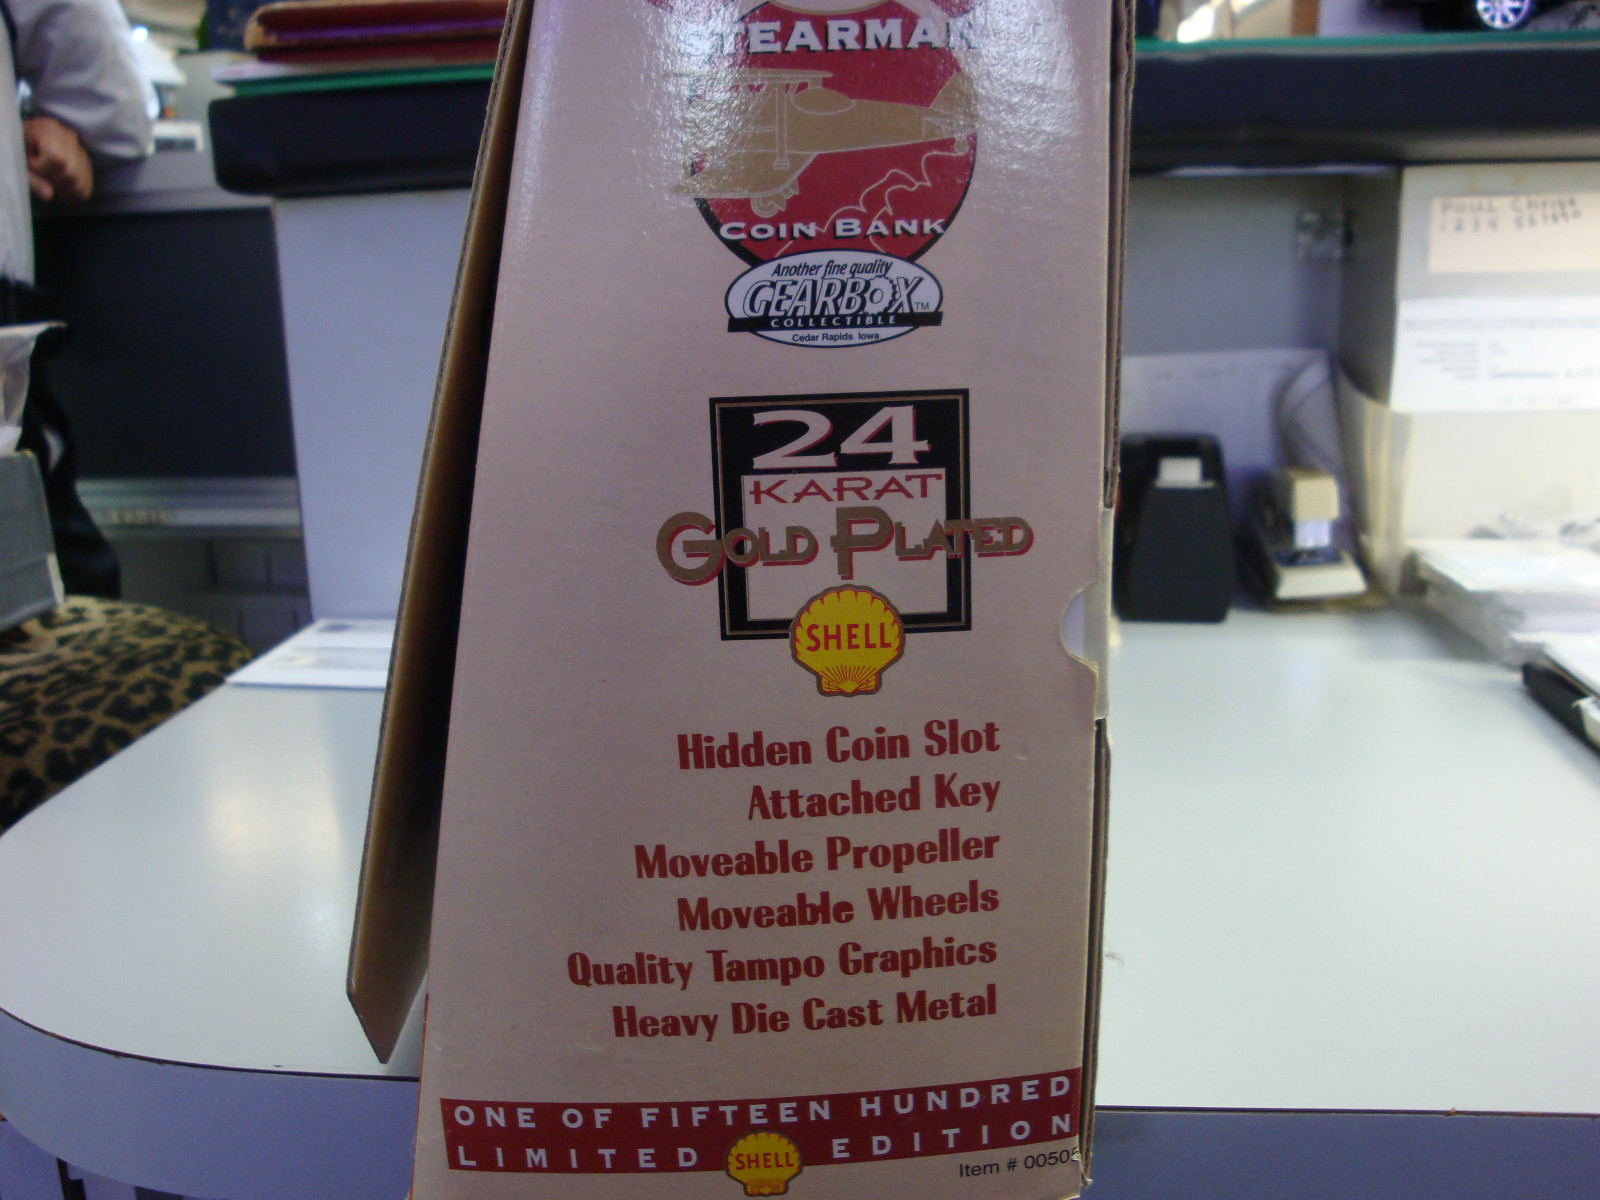 STEARMAN
COIN BANK
Another fine quality
GEARBOX TM
COLLECTIBLE
Cedar Rapids Iowa
24
KARAT
GOLD PLATED
SHELL
Hidden Coin Slot
Attached Key
Moveable Propeller
Moveable Wheels
Quality Tampo Graphics
Heavy Die Cast Metal
ONE OF FIFTEEN HUNDRED
LIMITED SHELL EDITION
Item #